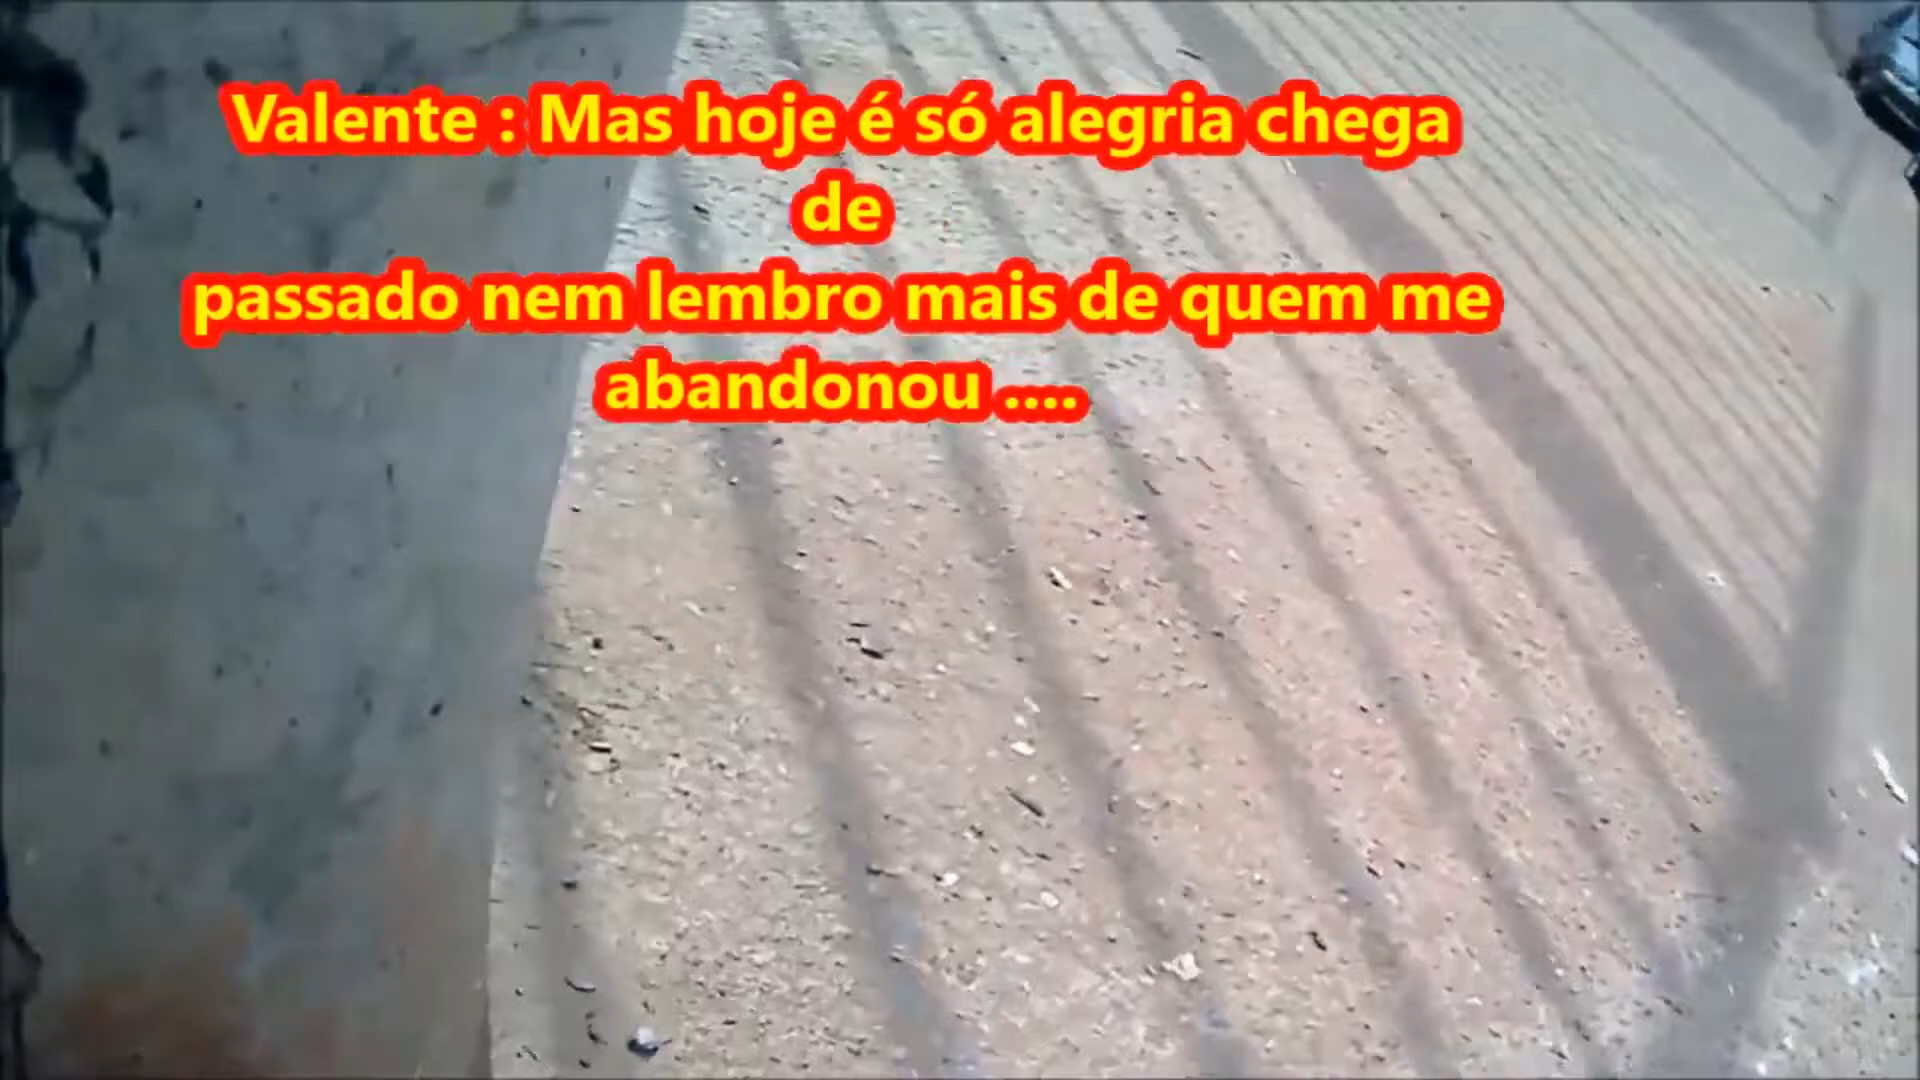 Valente : Mas hoje é só alegria chega
de
passado nem lembro mais de quem me
abandonou ....